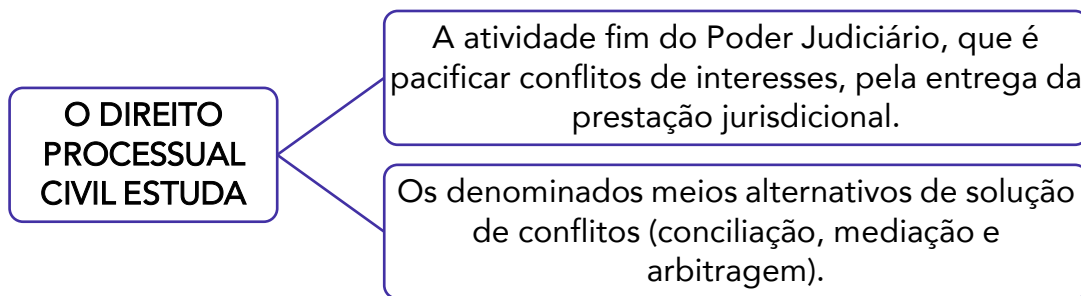 O DIREITO
PROCESSUAL
CIVIL ESTUDA
A atividade fim do Poder Judiciário, que é
pacificar conflitos de interesses, pela entrega da
prestação jurisdicional.
Os denominados meios alternativos de solução
de conflitos (conciliação, mediação e
arbitragem).